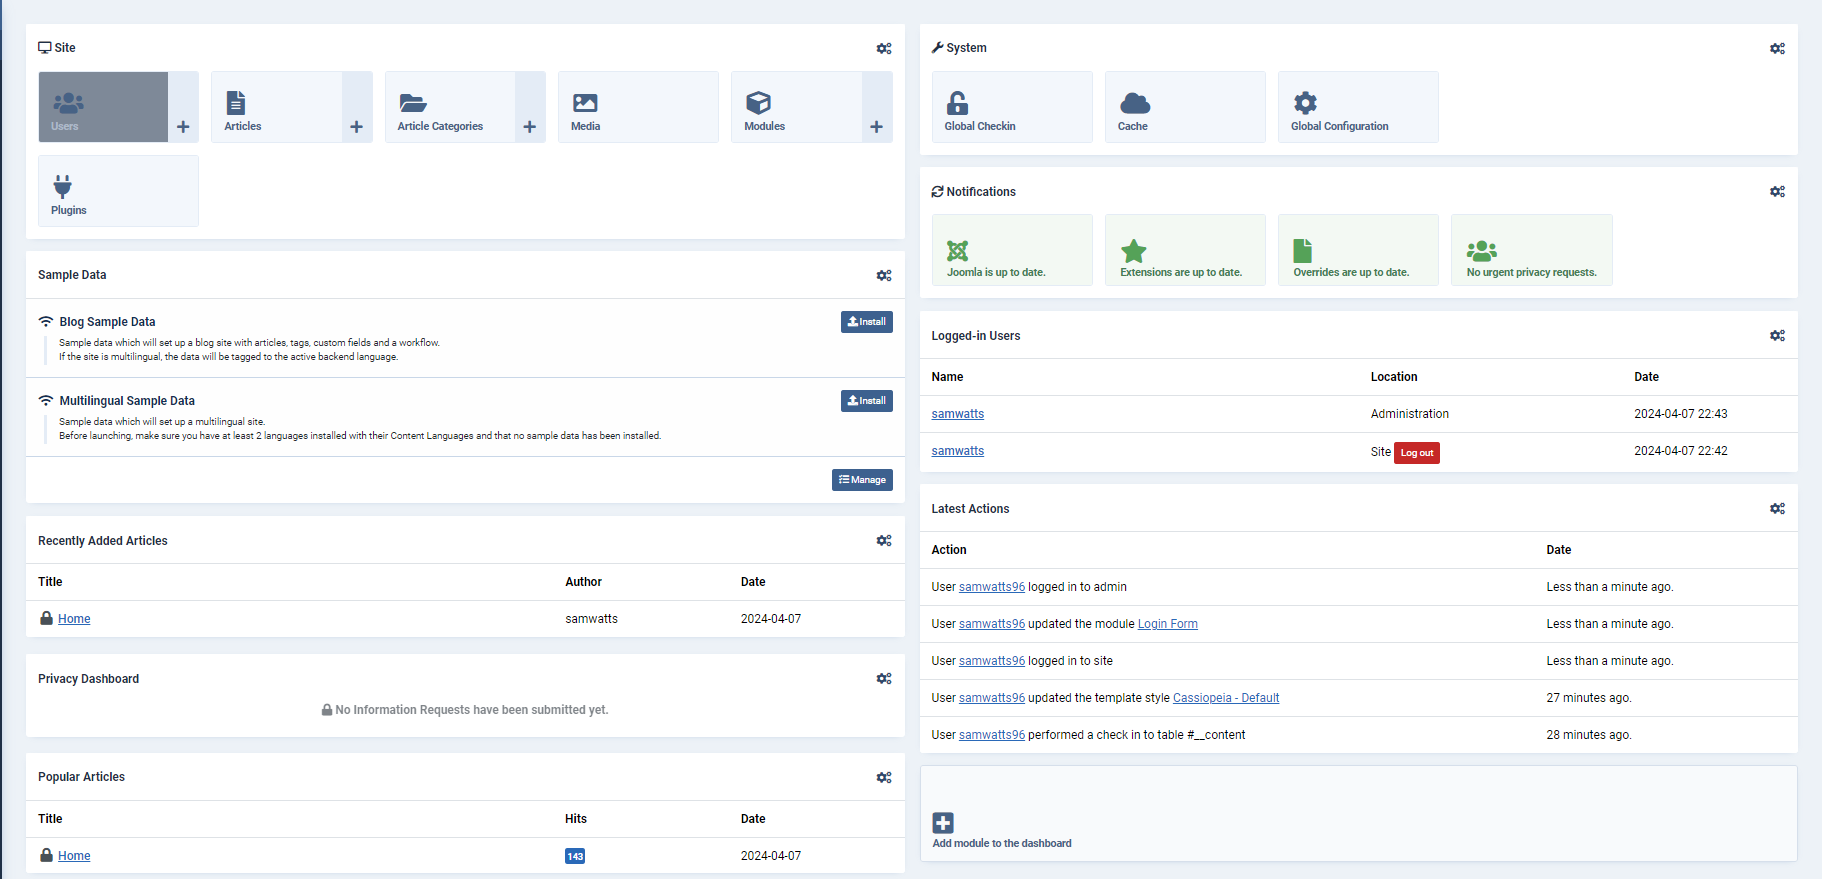 Site
Users
Articles
Article Categories
Media
Modules
Plugins
Sample Data
Blog Sample Data
Install
Sample data which will set up a blog site with articles, tags, custom fields and a workflow.
If the site is multilingual, the data will be tagged to the active backend language.
Multilingual Sample Data
Install
Sample data which will set up a multilingual site.
Before launching, make sure you have at least 2 languages installed with their Content Languages and that no sample data has been installed.
Manage
Recently Added Articles
Title Author Date
Home samwatts 2024-04-07
Privacy Dashboard
No Information Requests have been submitted yet.
Popular Articles
Title Hits Date
Home 143 2024-04-07
System
Global Checkin
Cache
Global Configuration
Notifications
Joomla is up to date.
Extensions are up to date.
Overrides are up to date.
No urgent privacy requests.
Logged-in Users
Name Location Date
samwatts Administration 2024-04-07 22:43
samwatts Site Log out 2024-04-07 22:42
Latest Actions
Action Date
User samwatts96 logged in to admin Less than a minute ago.
User samwatts96 updated the module Login Form Less than a minute ago.
User samwatts96 logged in to site Less than a minute ago.
User samwatts96 updated the template style Cassiopeia - Default 27 minutes ago.
User samwatts96 performed a check in to table #__content 28 minutes ago.
Add module to the dashboard